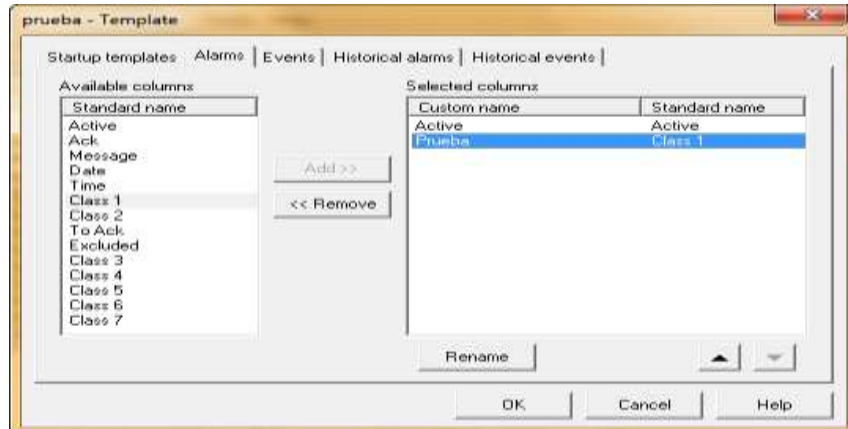 prueba - Template
Startup templates Alarms Events Historical alarms Historical events
Available columns
Selected columns
Standard name
Custom name Standard name
Active
Ack
Message
Date
Time
Class 1
Class 2
To Ack
Excluded
Class 3
Class 4
Class 5
Class 6
Class 7
Add >>
<< Remove
Active Active
Prueba Class 1
Rename
OK Cancel Help